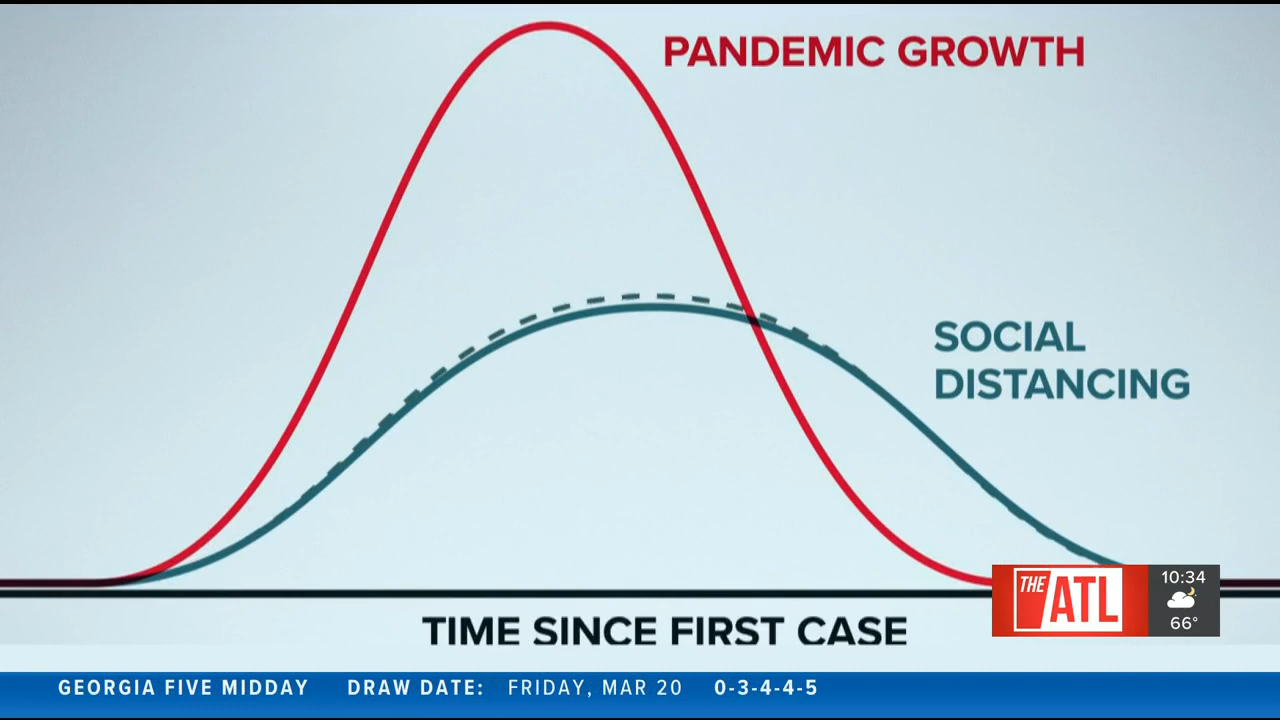 PANDEMIC GROWTH
SOCIAL
DISTANCING
TIME SINCE FIRST CASE
THE ATL
10:34
66°
GEORGIA FIVE MIDDAY DRAW DATE: FRIDAY, MAR 20 0-3-4-4-5